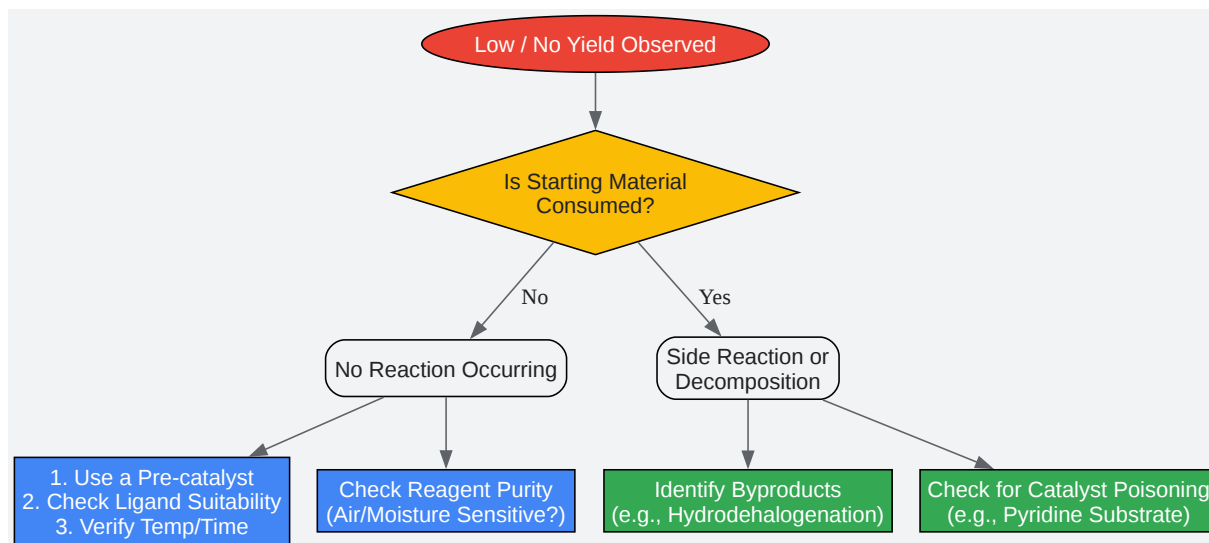 Low / No Yield Observed
Is Starting Material
Consumed?
No
Yes
No Reaction Occurring
Side Reaction or
Decomposition
1. Use a Pre-catalyst
2. Check Ligand Suitability
3. Verify Temp/Time
Check Reagent Purity
(Air/Moisture Sensitive?)
Identify Byproducts
(e.g., Hydrodehalogenation)
Check for Catalyst Poisoning
(e.g., Pyridine Substrate)